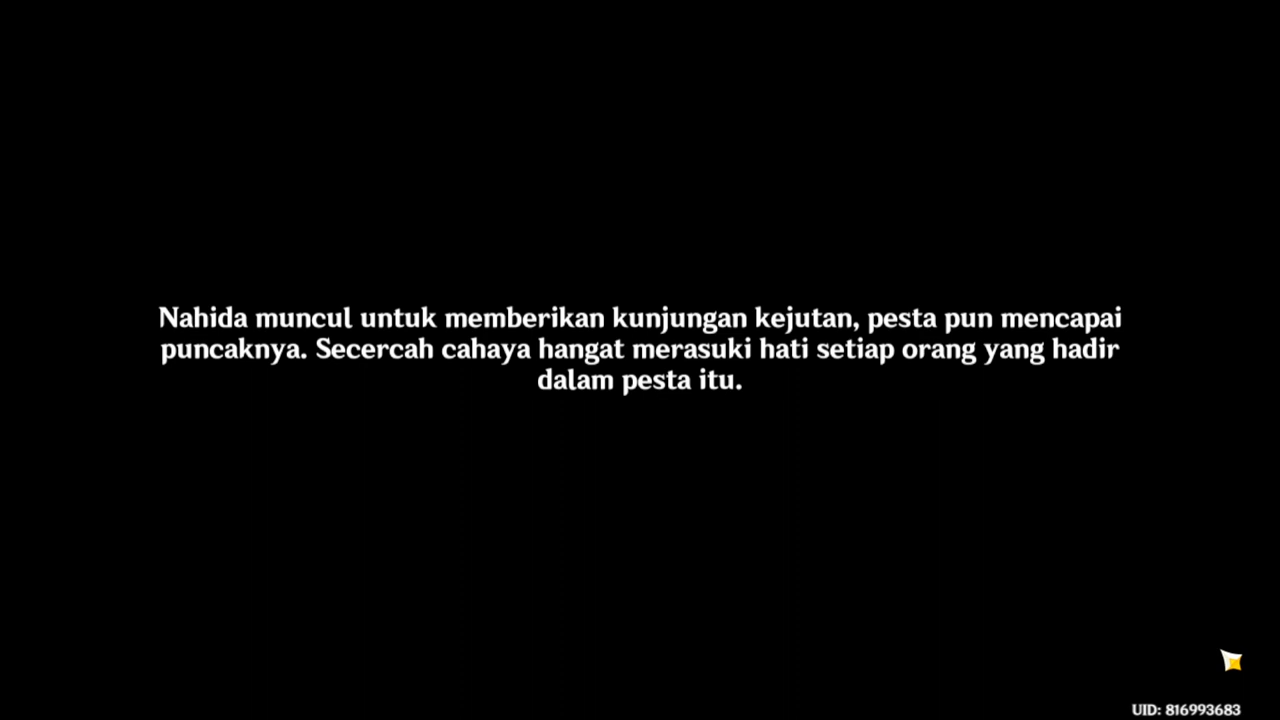 Nahida muncul untuk memberikan kunjungan kejutan, pesta pun mencapai
puncaknya. Secercah cahaya hangat merasuki hati setiap orang yang hadir
dalam pesta itu.
UID: 816993683